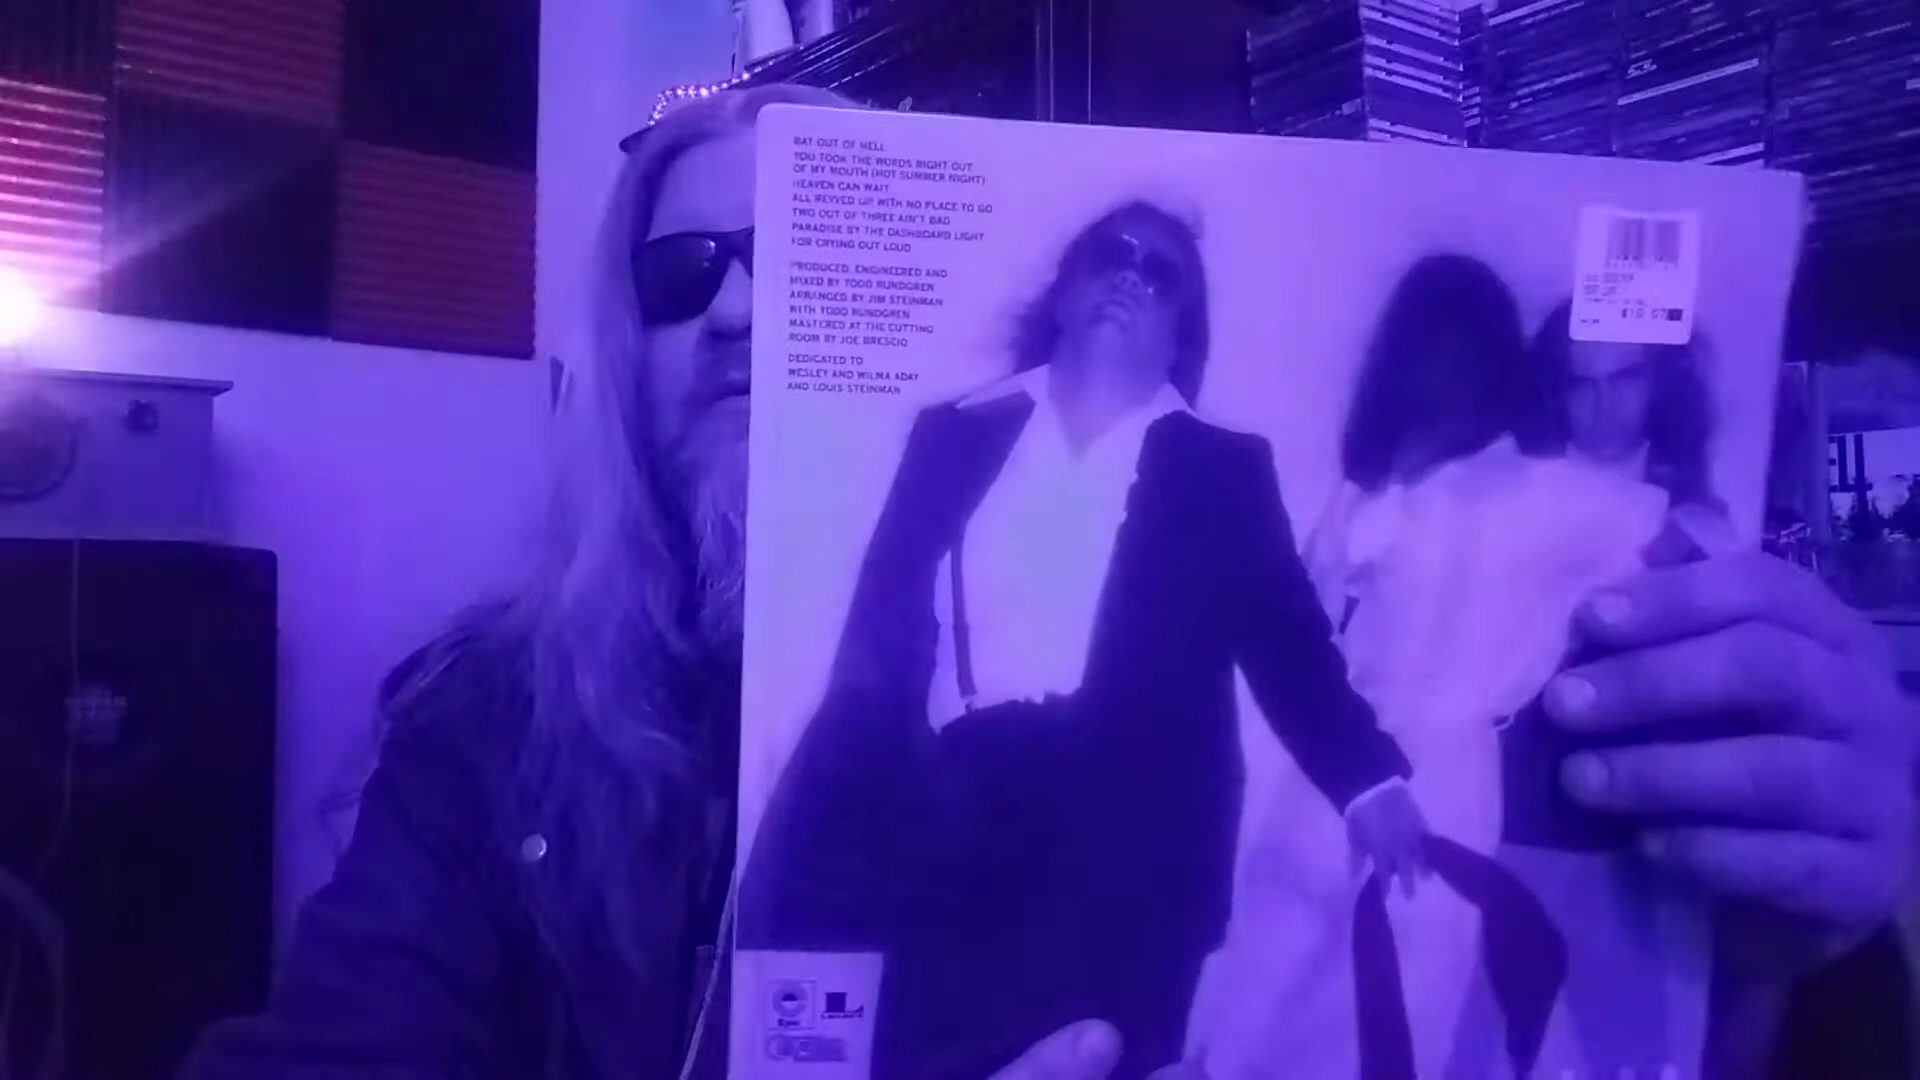 BAT OUT OF HELL
YOU TOOK THE WORDS RIGHT OUT
OF MY MOUTH (HOT SUMMER NIGHT)
HEAVEN CAN WAIT
ALL REVVED UP WITH NO PLACE TO GO
TWO OUT OF THREE AIN'T BAD
PARADISE BY THE DASHBOARD LIGHT
FOR CRYING OUT LOUD
PRODUCED, ENGINEERED AND
MIXED BY TODD RUNDGREN
ARRANGED BY JIM STEINMAN
WITH TODD RUNDGREN
MASTERED AT THE CUTTING
ROOM BY JOE BRESCIO
DEDICATED TO
WESLEY AND WILMA ADAY
AND LOUIS STEINMAN
Epic
LEGACY